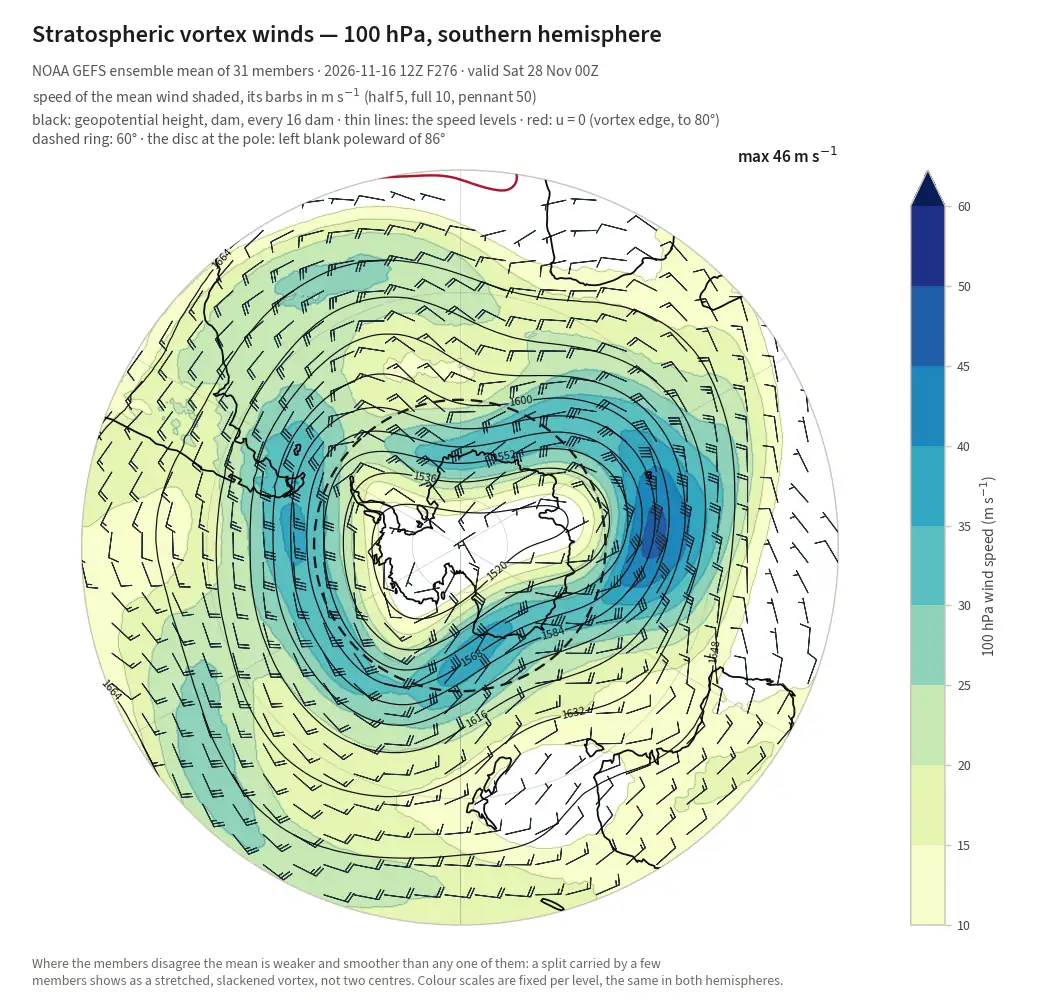 Stratospheric vortex winds — 100 hPa, southern hemisphere
NOAA GEFS ensemble mean of 31 members · 2026-11-16 12Z F276 · valid Sat 28 Nov 00Z
speed of the mean wind shaded, its barbs in m s⁻¹ (half 5, full 10, pennant 50)
black: geopotential height, dam, every 16 dam · thin lines: the speed levels · red: u = 0 (vortex edge, to 80°)
dashed ring: 60° · the disc at the pole: left blank poleward of 86°
max 46 m s⁻¹
1664
1600
1552
1536
1520
1584
1568
1648
1664
1616
1632
60
50
45
40
35
30
25
20
15
10
100 hPa wind speed (m s⁻¹)
Where the members disagree the mean is weaker and smoother than any one of them: a split carried by a few
members shows as a stretched, slackened vortex, not two centres. Colour scales are fixed per level, the same in both hemispheres.